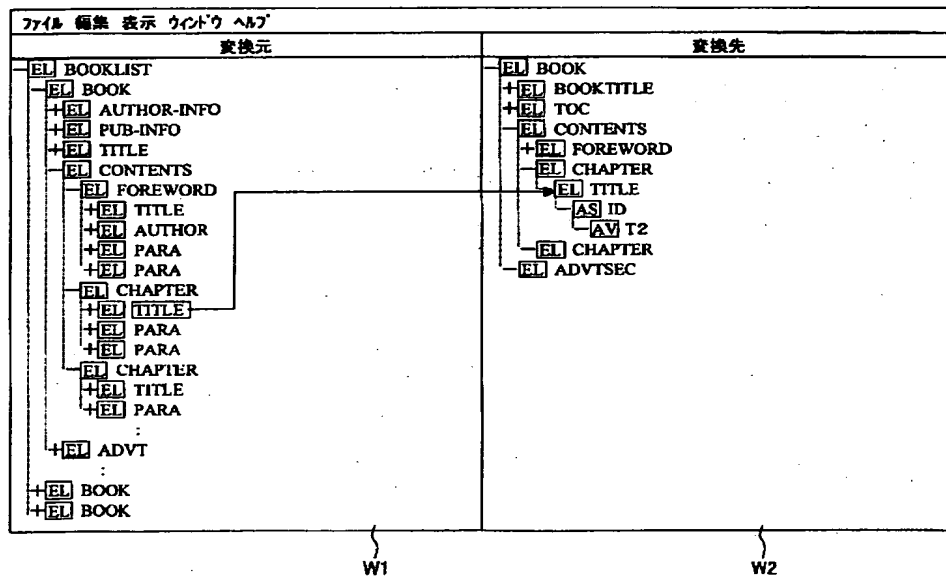 ファイル 編集 表示 ウィンドウ ヘルプ
変換元
EL BOOKLIST
EL BOOK
EL AUTHOR-INFO
EL PUB-INFO
EL TITLE
EL CONTENTS
EL FOREWORD
EL TITLE
EL AUTHOR
EL PARA
EL PARA
EL CHAPTER
EL TITLE
EL PARA
EL PARA
EL CHAPTER
EL TITLE
EL PARA
:
EL ADVT
:
EL BOOK
EL BOOK
W1
変換先
EL BOOK
EL BOOKTITLE
EL TOC
EL CONTENTS
EL FOREWORD
EL CHAPTER
EL TITLE
AS ID
AV T2
EL CHAPTER
EL ADVTSEC
W2